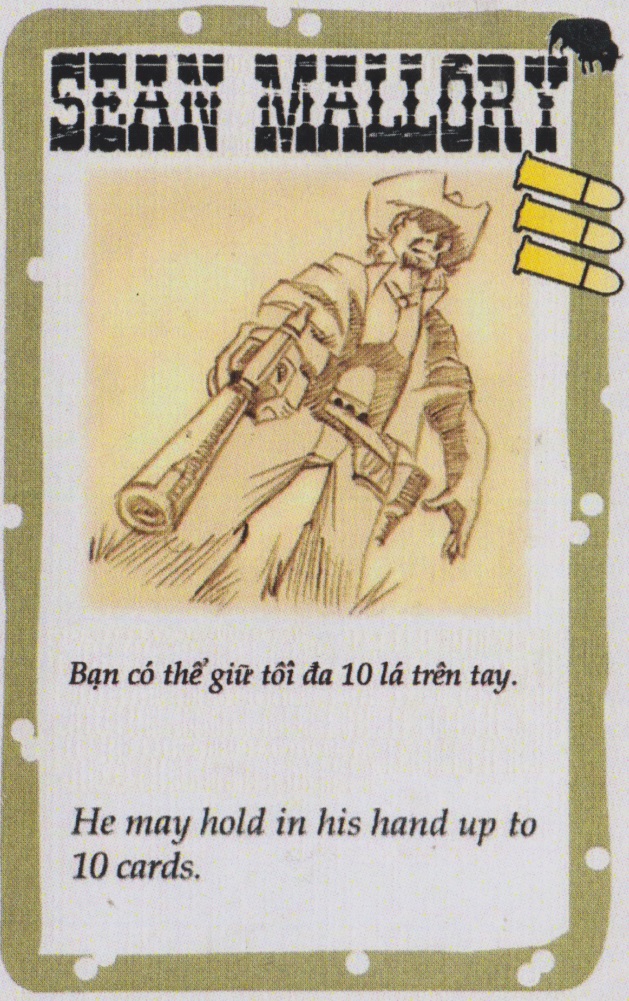 SEAN MALLORY
Bạn có thể giữ tối đa 10 lá trên tay.
He may hold in his hand up to
10 cards.